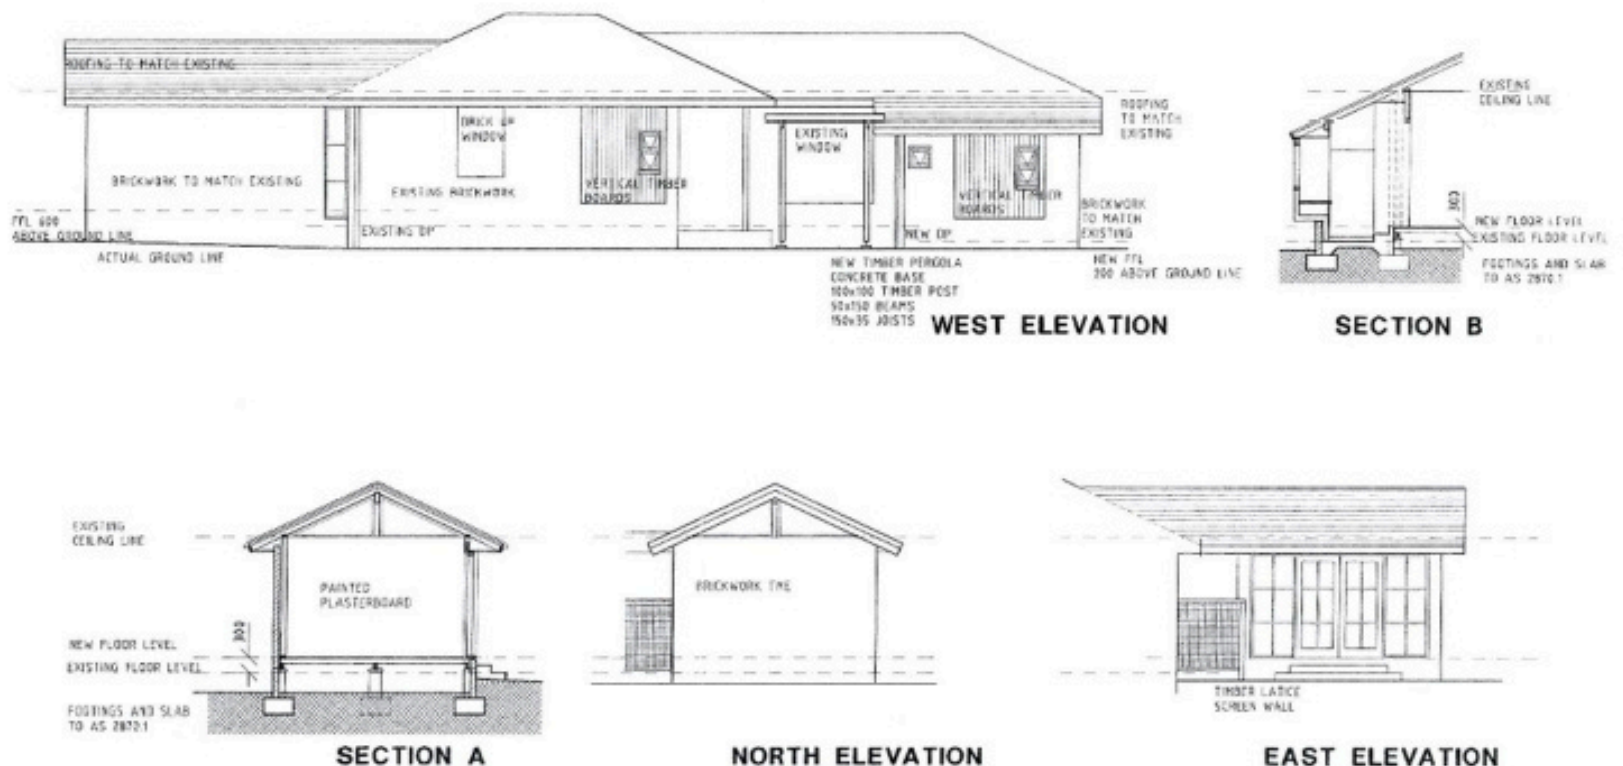 ROOFING TO MATCH EXISTING
BRICK UP
WINDOW
BRICKWORK TO MATCH EXISTING
EXISTING BRICKWORK
VERTICAL TIMBER
BOARDS
EXISTING
WINDOW
VERTICAL TIMBER
BOARDS
ROOFING
TO MATCH
EXISTING
BRICKWORK
TO MATCH
EXISTING
FFL 600
ABOVE GROUND LINE
ACTUAL GROUND LINE
EXISTING DP
NEW DP
NEW TIMBER PERGOLA
CONCRETE BASE
100x100 TIMBER POST
50x150 BEAMS
150x35 JOISTS
NEW FFL
200 ABOVE GROUND LINE
WEST ELEVATION
EXISTING
CEILING LINE
NEW FLOOR LEVEL
EXISTING FLOOR LEVEL
FOOTINGS AND SLAB
TO AS 2870.1
SECTION B
EXISTING
CEILING LINE
PAINTED
PLASTERBOARD
NEW FLOOR LEVEL
EXISTING FLOOR LEVEL
FOOTINGS AND SLAB
TO AS 2872.1
SECTION A
BRICKWORK TME
NORTH ELEVATION
TIMBER LATICE
SCREEN WALL
EAST ELEVATION